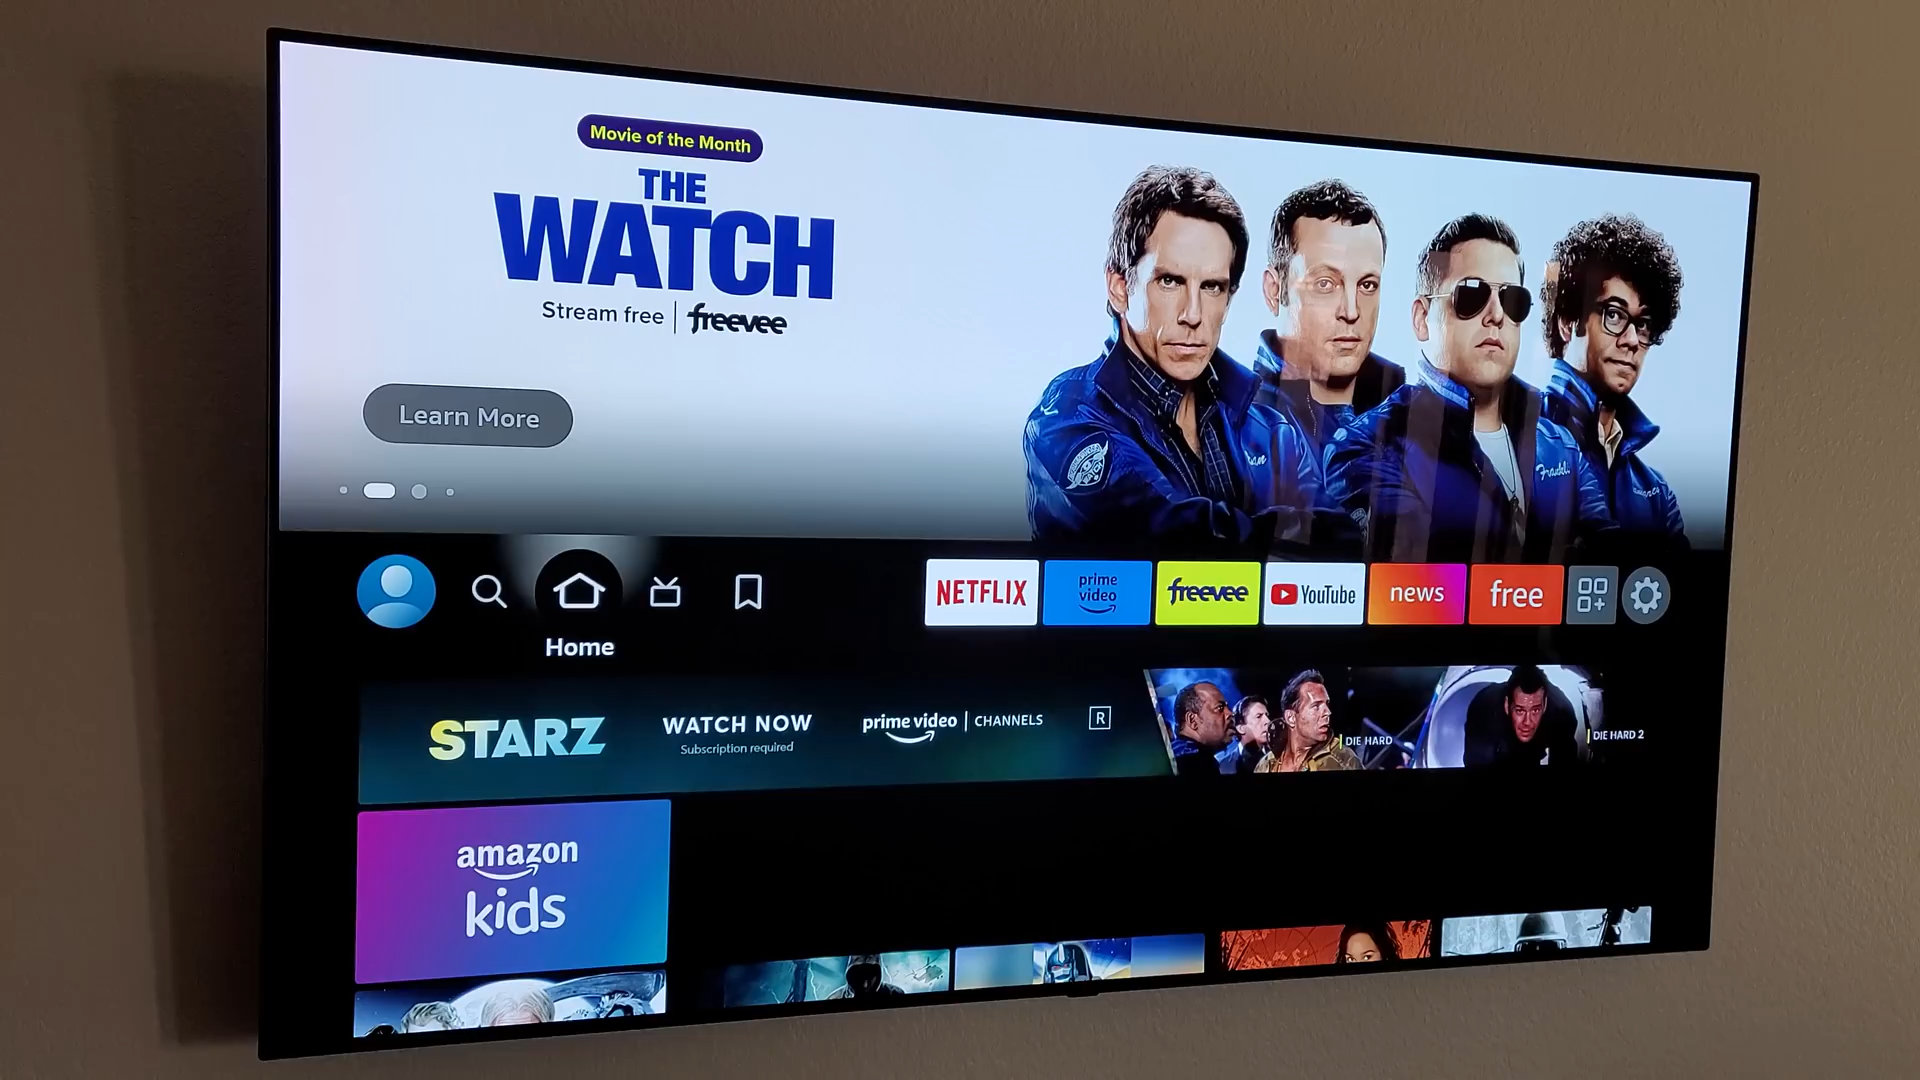 Movie of the Month
THE
WATCH
Stream free | freevee
Learn More
NETFLIX
prime
video
freevee
YouTube
news
free
Home
STARZ
WATCH NOW
Subscription required
prime video | CHANNELS
R
DIE HARD
DIE HARD 2
amazon
kids